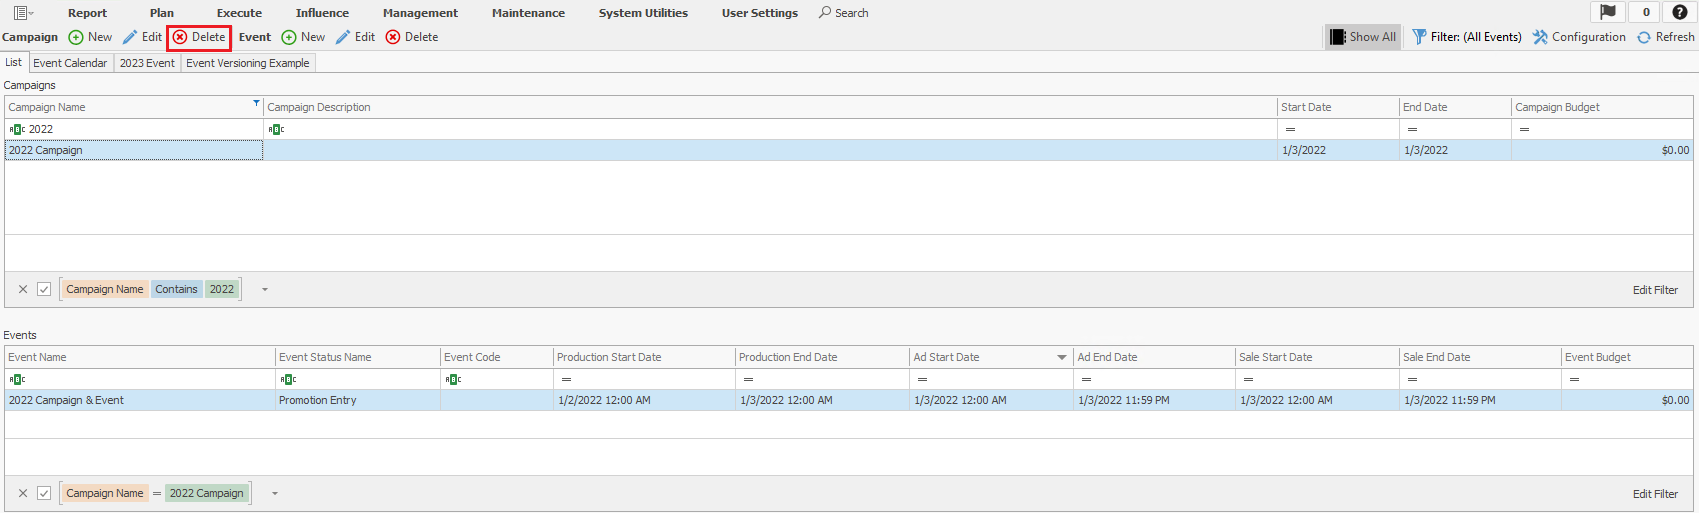 Report Plan Execute Influence Management Maintenance System Utilities User Settings Search 0 ?
Campaign New Edit Delete Event New Edit Delete Show All Filter: (All Events) Configuration Refresh
List Event Calendar 2023 Event Event Versioning Example
Campaigns
Campaign Name Campaign Description Start Date End Date Campaign Budget
ABC 2022 ABC = = =
2022 Campaign 1/3/2022 1/3/2022 $0.00
Campaign Name Contains 2022 Edit Filter
Events
Event Name Event Status Name Event Code Production Start Date Production End Date Ad Start Date Ad End Date Sale Start Date Sale End Date Event Budget
ABC ABC ABC = = = = = = =
2022 Campaign & Event Promotion Entry 1/2/2022 12:00 AM 1/3/2022 12:00 AM 1/3/2022 12:00 AM 1/3/2022 11:59 PM 1/3/2022 12:00 AM 1/3/2022 11:59 PM $0.00
Campaign Name = 2022 Campaign Edit Filter